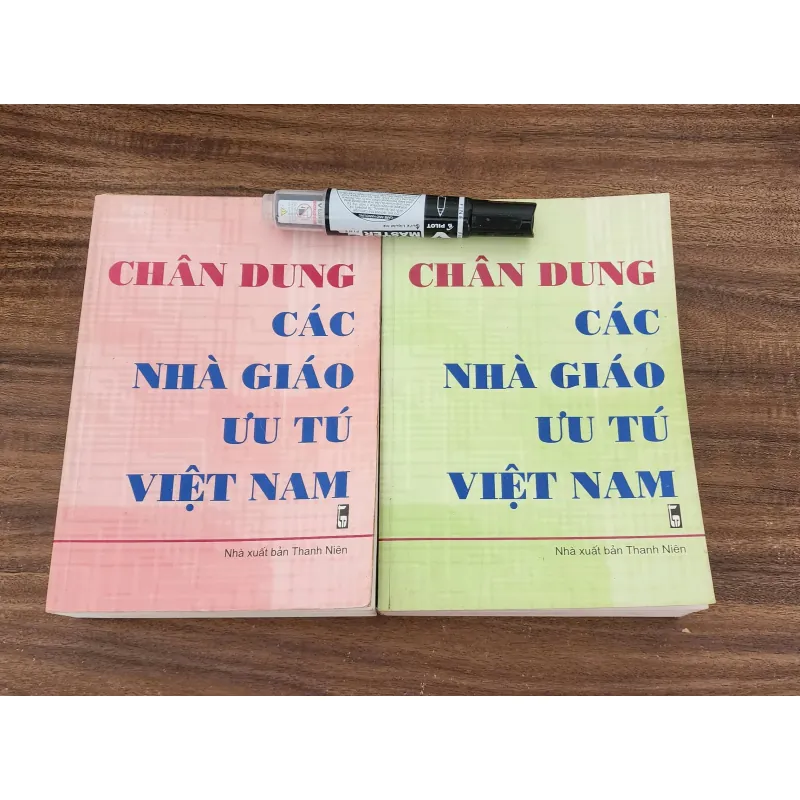 CHÂN DUNG
CÁC
NHÀ GIÁO
ƯU TÚ
VIỆT NAM
Nhà xuất bản Thanh Niên
CHÂN DUNG
CÁC
NHÀ GIÁO
ƯU TÚ
VIỆT NAM
Nhà xuất bản Thanh Niên
PILOT
MASTER